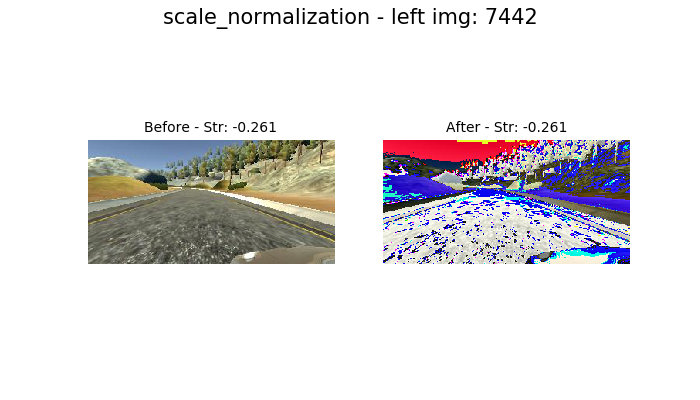 scale_normalization - left img: 7442
Before - Str: -0.261
After - Str: -0.261